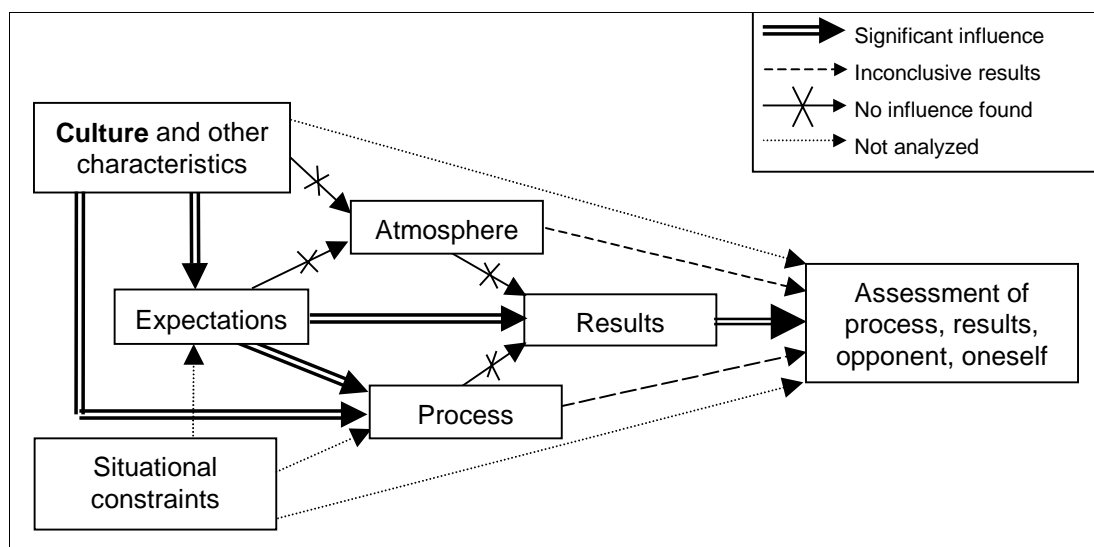 Significant influence
Inconclusive results
No influence found
Not analyzed
Culture and other
characteristics
Atmosphere
Expectations
Results
Assessment of
process, results,
opponent, oneself
Process
Situational
constraints